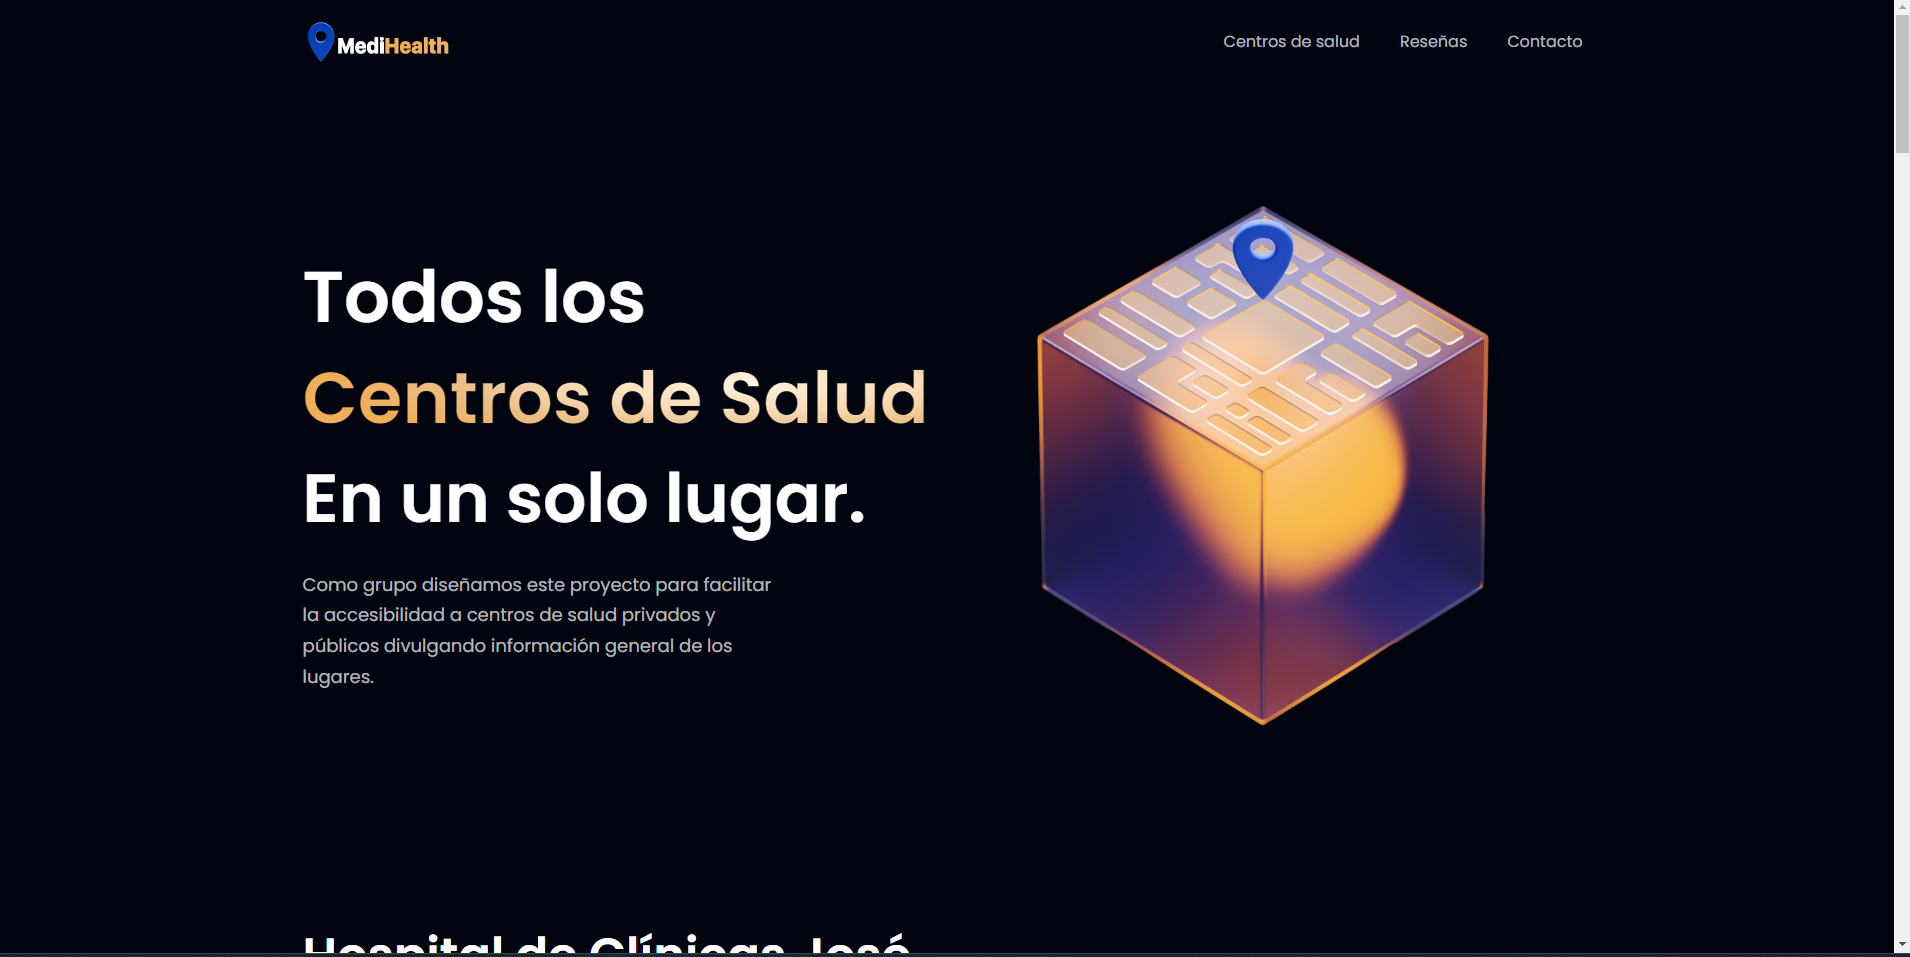 MediHealth
Centros de salud
Reseñas
Contacto
Todos los
Centros de Salud
En un solo lugar.
Como grupo diseñamos este proyecto para facilitar
la accesibilidad a centros de salud privados y
públicos divulgando información general de los
lugares.
Hospital de Clínicas José